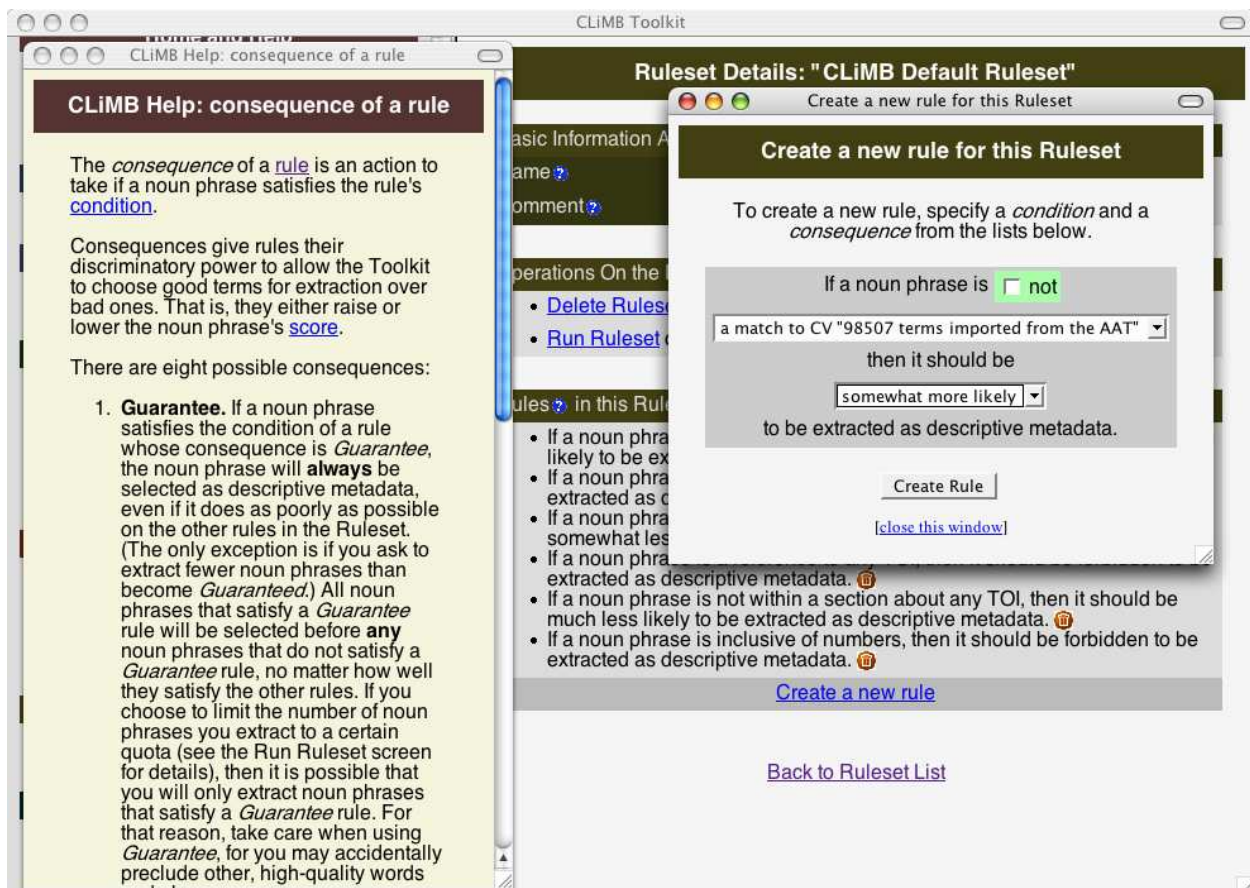 CLiMB Toolkit
CLiMB Help: consequence of a rule
CLiMB Help: consequence of a rule
The consequence of a rule is an action to
take if a noun phrase satisfies the rule's
condition.
Consequences give rules their
discriminatory power to allow the Toolkit
to choose good terms for extraction over
bad ones. That is, they either raise or
lower the noun phrase's score.
There are eight possible consequences:
1. Guarantee. If a noun phrase
satisfies the condition of a rule
whose consequence is Guarantee,
the noun phrase will always be
selected as descriptive metadata,
even if it does as poorly as possible
on the other rules in the Ruleset.
(The only exception is if you ask to
extract fewer noun phrases than
become Guaranteed.) All noun
phrases that satisfy a Guarantee
rule will be selected before any
noun phrases that do not satisfy a
Guarantee rule, no matter how well
they satisfy the other rules. If you
choose to limit the number of noun
phrases you extract to a certain
quota (see the Run Ruleset screen
for details), then it is possible that
you will only extract noun phrases
that satisfy a Guarantee rule. For
that reason, take care when using
Guarantee, for you may accidentally
preclude other, high-quality words
Ruleset Details: "CLiMB Default Ruleset"
asic Information A
ame ?
omment ?
perations On the
• Delete Rulese
• Run Ruleset
ules ? in this Rule
• If a noun phra
likely to be ex
• If a noun phra
extracted as d
• If a noun phra
somewhat les
• If a noun phra
extracted as descriptive metadata.
• If a noun phrase is not within a section about any TOI, then it should be
much less likely to be extracted as descriptive metadata.
• If a noun phrase is inclusive of numbers, then it should be forbidden to be
extracted as descriptive metadata.
Create a new rule
Back to Ruleset List
Create a new rule for this Ruleset
Create a new rule for this Ruleset
To create a new rule, specify a condition and a
consequence from the lists below.
If a noun phrase is not
a match to CV "98507 terms imported from the AAT"
then it should be
somewhat more likely
to be extracted as descriptive metadata.
Create Rule
[close this window]